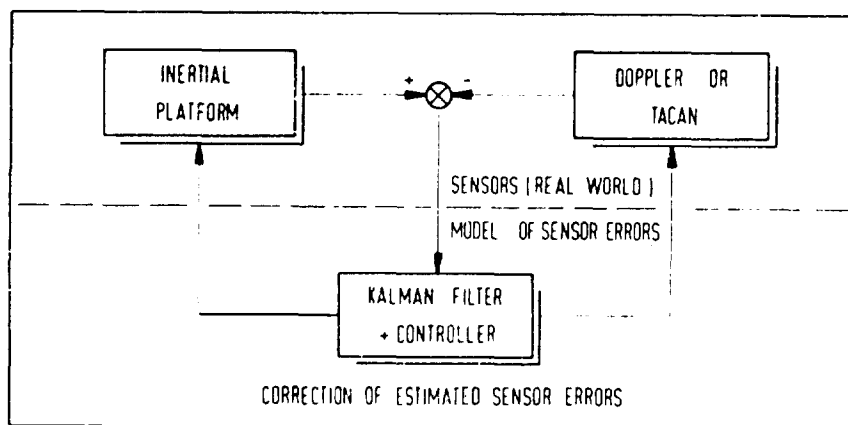 INERTIAL
PLATFORM
+
-
DOPPLER OR
TACAN
SENSORS (REAL WORLD)
MODEL OF SENSOR ERRORS
KALMAN FILTER
+ CONTROLLER
CORRECTION OF ESTIMATED SENSOR ERRORS